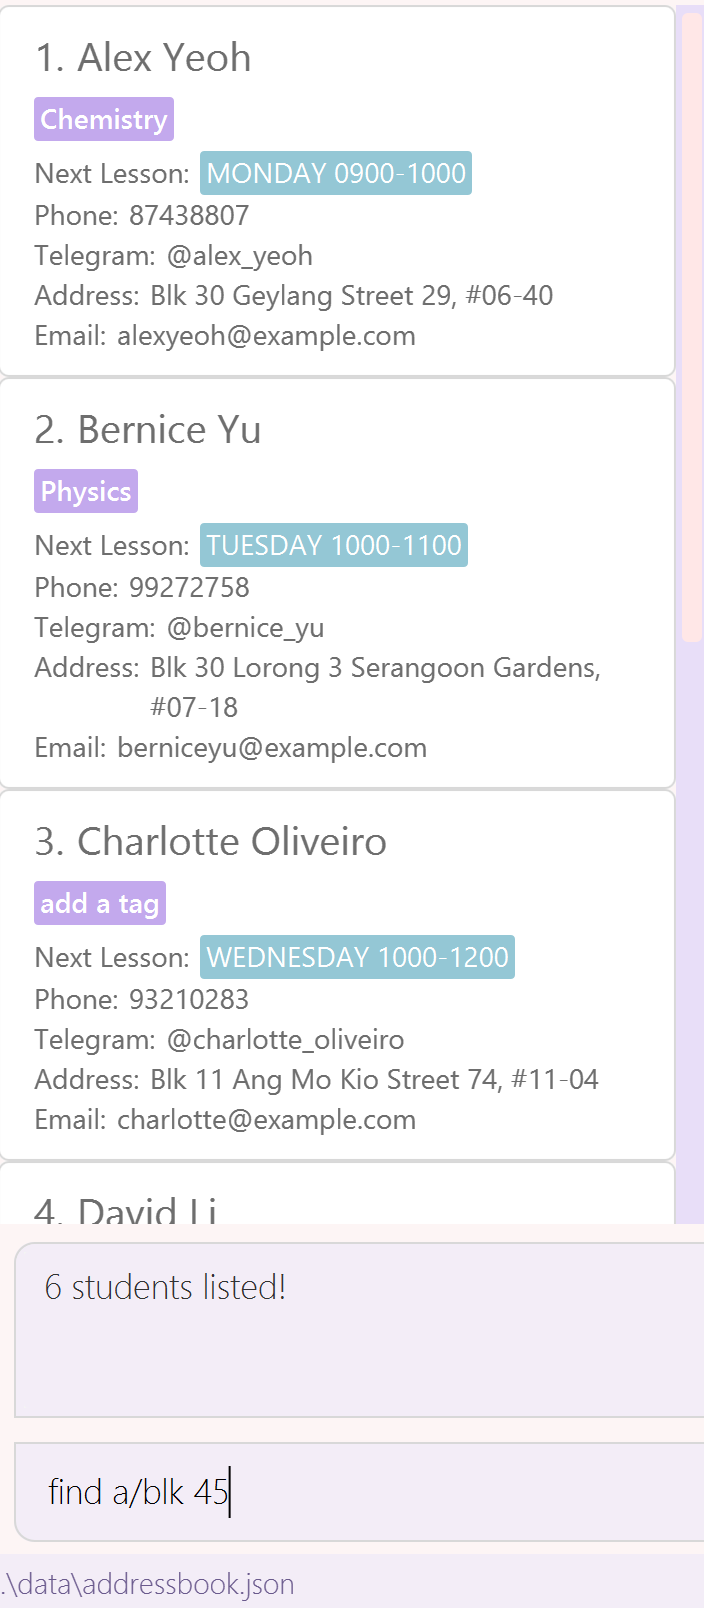 1. Alex Yeoh
Chemistry
Next Lesson: MONDAY 0900-1000
Phone: 87438807
Telegram: @alex_yeoh
Address: Blk 30 Geylang Street 29, #06-40
Email: alexyeoh@example.com
2. Bernice Yu
Physics
Next Lesson: TUESDAY 1000-1100
Phone: 99272758
Telegram: @bernice_yu
Address: Blk 30 Lorong 3 Serangoon Gardens,
#07-18
Email: berniceyu@example.com
3. Charlotte Oliveiro
add a tag
Next Lesson: WEDNESDAY 1000-1200
Phone: 93210283
Telegram: @charlotte_oliveiro
Address: Blk 11 Ang Mo Kio Street 74, #11-04
Email: charlotte@example.com
4. David Li
6 students listed!
find a/blk 45
.\data\addressbook.json